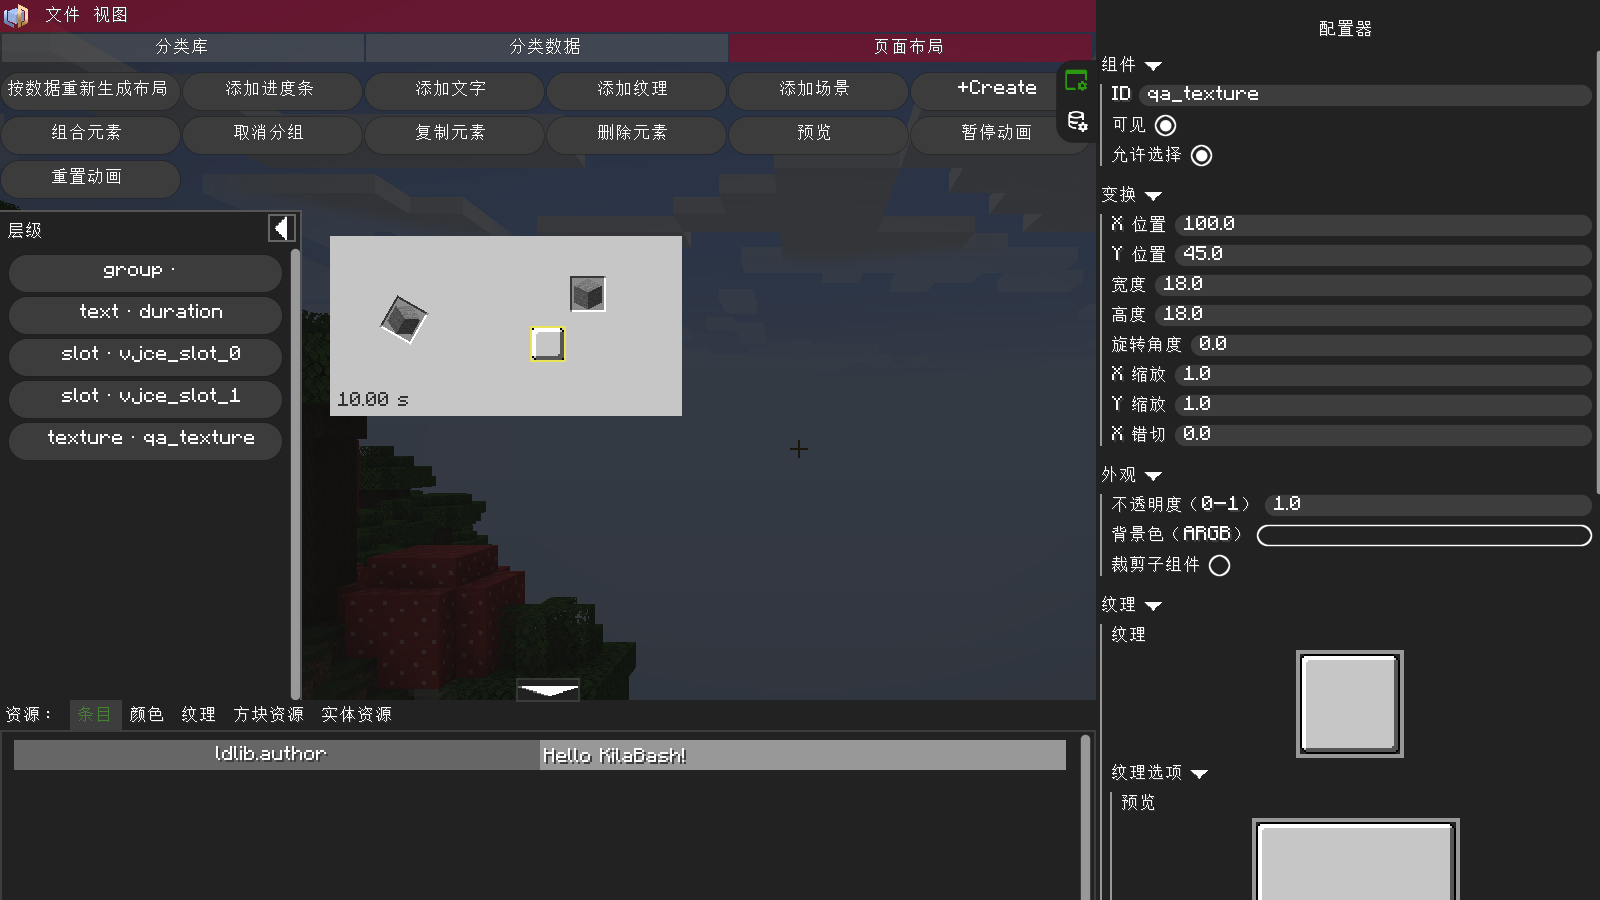 文件 视图
分类库 分类数据 页面布局
按数据重新生成布局 添加进度条 添加文字 添加纹理 添加场景 +Create
组合元素 取消分组 复制元素 删除元素 预览 暂停动画
重置动画
层级
group ·
text · duration
slot · vjce_slot_0
slot · vjce_slot_1
texture · qa_texture
10.00 s
资源： 条目 颜色 纹理 方块资源 实体资源
ldlib.author Hello KilaBash!
配置器
组件
ID qa_texture
可见
允许选择
变换
X 位置 100.0
Y 位置 45.0
宽度 18.0
高度 18.0
旋转角度 0.0
X 缩放 1.0
Y 缩放 1.0
X 错切 0.0
外观
不透明度（0—1） 1.0
背景色（ARGB）
裁剪子组件
纹理
纹理
纹理选项
预览